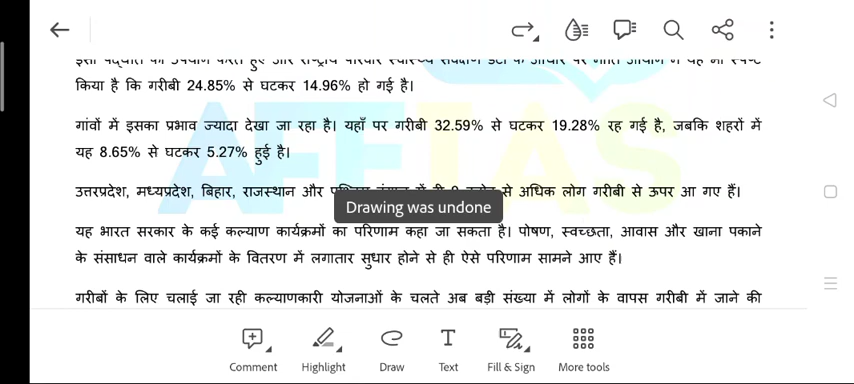 किया है कि गरीबी 24.85% से घटकर 14.96% हो गई है।
गांवों में इसका प्रभाव ज्यादा देखा जा रहा है। यहाँ पर गरीबी 32.59% से घटकर 19.28% रह गई है, जबकि शहरों में
यह 8.65% से घटकर 5.27% हुई है।
उत्तरप्रदेश, मध्यप्रदेश, बिहार, राजस्थान और से अधिक लोग गरीबी से ऊपर आ गए हैं।
Drawing was undone
यह भारत सरकार के कई कल्याण कार्यक्रमों का परिणाम कहा जा सकता है। पोषण, स्वच्छता, आवास और खाना पकाने
के संसाधन वाले कार्यक्रमों के वितरण में लगातार सुधार होने से ही ऐसे परिणाम सामने आए हैं।
गरीबों के लिए चलाई जा रही कल्याणकारी योजनाओं के चलते अब बड़ी संख्या में लोगों के वापस गरीबी में जाने की
Comment Highlight Draw Text Fill & Sign More tools